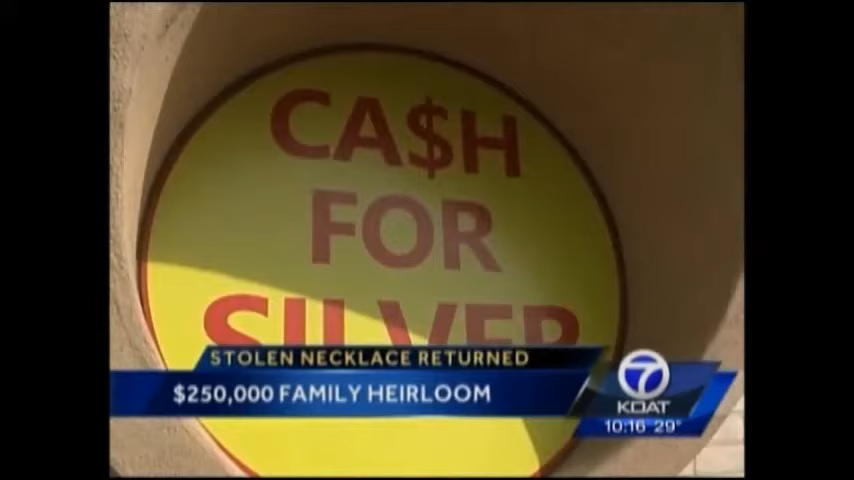 CA$H
FOR
SILVER
STOLEN NECKLACE RETURNED
$250,000 FAMILY HEIRLOOM
7
KOAT
10:16 29°